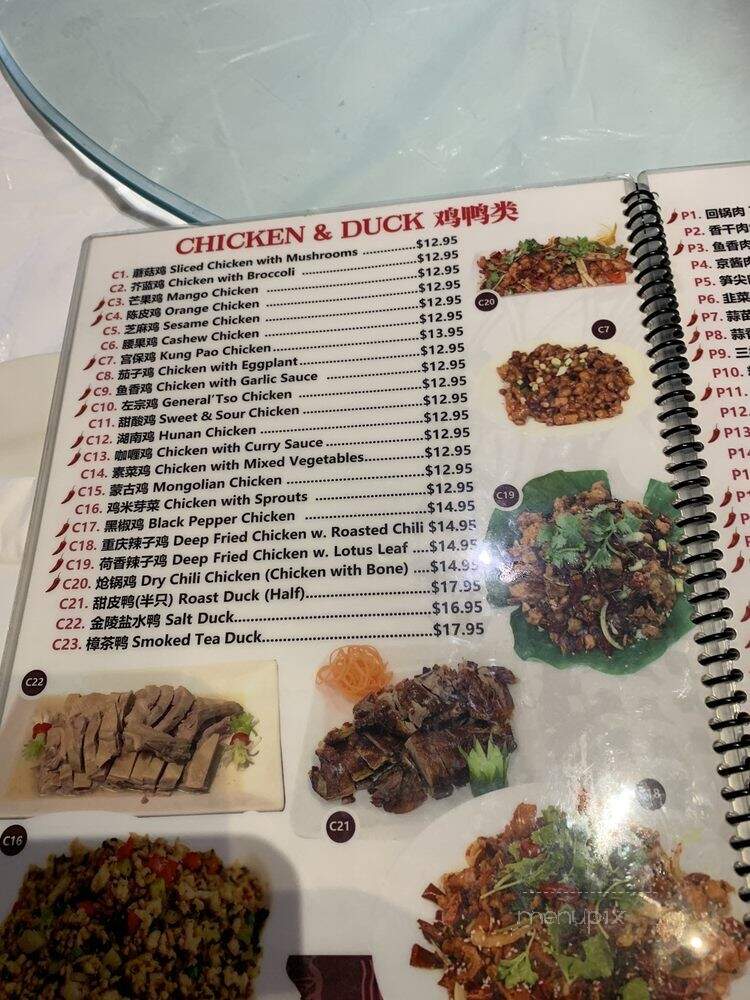 CHICKEN & DUCK 鸡鸭类
C1. 蘑菇鸡 Sliced Chicken with Mushrooms ................$12.95
C2. 芥蓝鸡 Chicken with Broccoli ................$12.95
C3. 芒果鸡 Mango Chicken ................$12.95
C4. 陈皮鸡 Orange Chicken ................$12.95
C5. 芝麻鸡 Sesame Chicken ................$12.95
C6. 腰果鸡 Cashew Chicken ................$12.95
C7. 宫保鸡 Kung Pao Chicken................$13.95
C8. 茄子鸡 Chicken with Eggplant................$12.95
C9. 鱼香鸡 Chicken with Garlic Sauce ................$12.95
C10. 左宗鸡 General'Tso Chicken ................$12.95
C11. 甜酸鸡 Sweet & Sour Chicken ................$12.95
C12. 湖南鸡 Hunan Chicken ................$12.95
C13. 咖喱鸡 Chicken with Curry Sauce ................$12.95
C14. 素菜鸡 Chicken with Mixed Vegetables................$12.95
C15. 蒙古鸡 Mongolian Chicken ................$12.95
C16. 鸡米芽菜 Chicken with Sprouts ................$12.95
C17. 黑椒鸡 Black Pepper Chicken ................$14.95
C18. 重庆辣子鸡 Deep Fried Chicken w. Roasted Chili $14.95
C19. 荷香辣子鸡 Deep Fried Chicken w. Lotus Leaf ....$14.95
C20. 炝锅鸡 Dry Chili Chicken (Chicken with Bone) ....$14.95
C21. 甜皮鸭(半只) Roast Duck (Half)................$17.95
C22. 金陵盐水鸭 Salt Duck................$16.95
C23. 樟茶鸭 Smoked Tea Duck................$17.95
C20
C7
C19
C22
C21
C16
C18
menupix
P1. 回锅肉
P2. 香干肉
P3. 鱼香肉
P4. 京酱
P5. 笋尖
P6. 韭菜
P7. 蒜苗
P8. 蒜
P9. 三
P10.
P11.
P13
P14